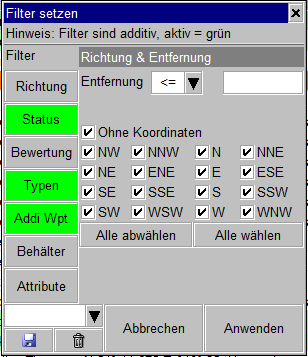 Filter setzen
Hinweis: Filter sind additiv, aktiv = grün
Filter
Richtung & Entfernung
Richtung
Entfernung <=
Status
Ohne Koordinaten
Bewertung
NW NNW N NNE
NE ENE E ESE
Typen
SE SSE S SSW
Addi Wpt
SW WSW W WNW
Alle abwählen Alle wählen
Behälter
Attribute
Abbrechen Anwenden